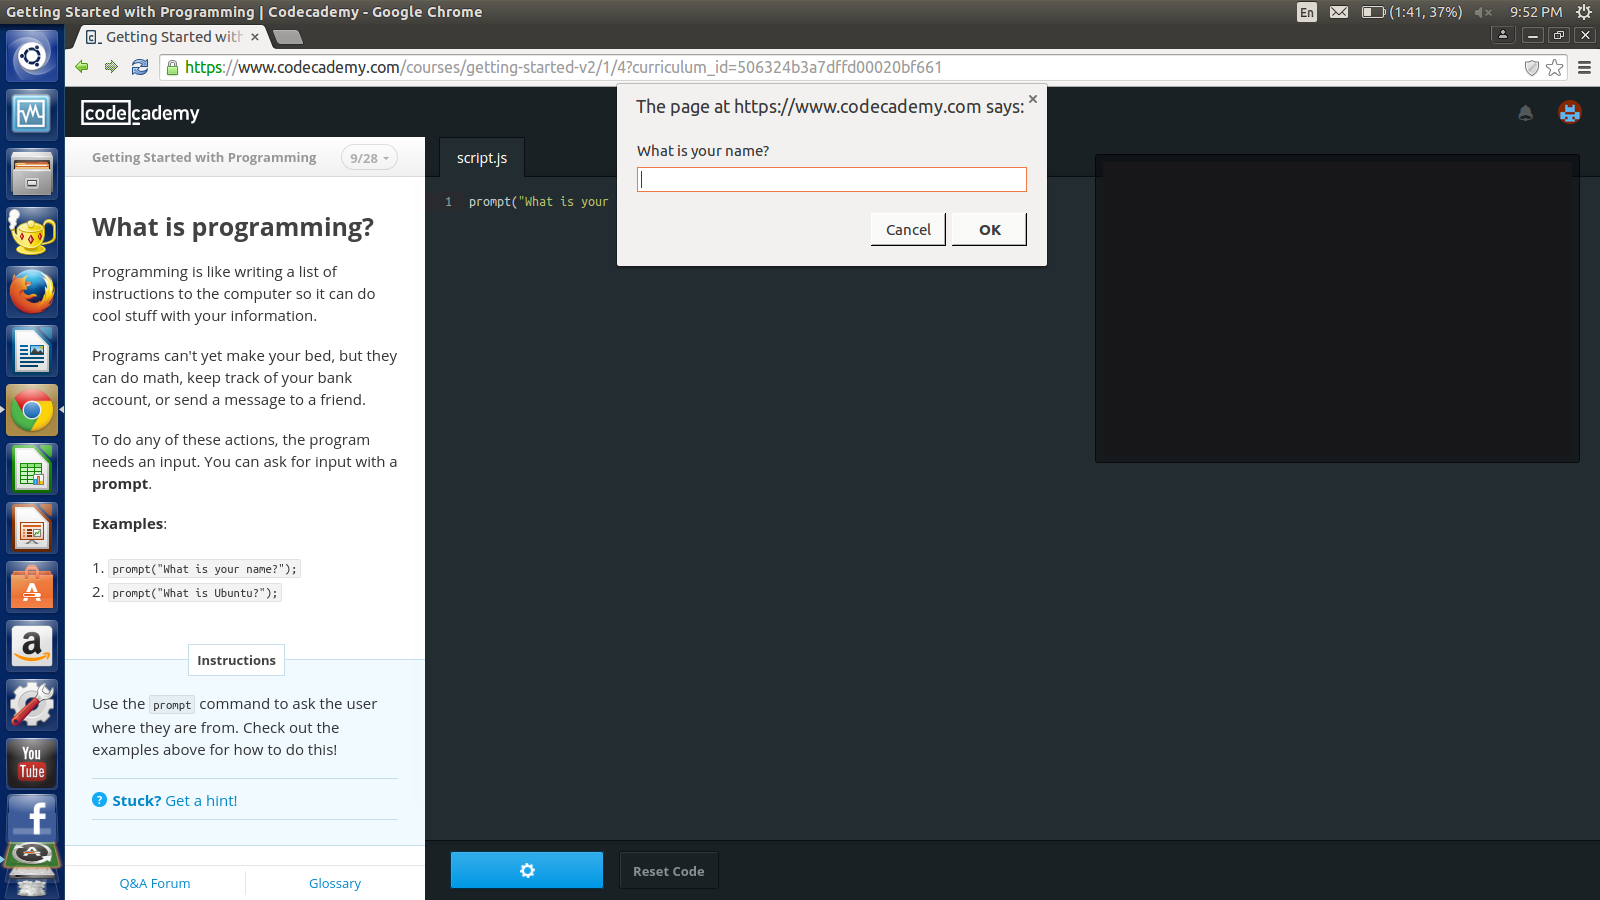 Getting Started with Programming | Codecademy - Google Chrome
En
(1:41, 37%)
9:52 PM
Getting Started with
https://www.codecademy.com/courses/getting-started-v2/1/4?curriculum_id=506324b3a7dffd00020bf661
codecademy
Getting Started with Programming
9/28
What is programming?
Programming is like writing a list of
instructions to the computer so it can do
cool stuff with your information.
Programs can't yet make your bed, but they
can do math, keep track of your bank
account, or send a message to a friend.
To do any of these actions, the program
needs an input. You can ask for input with a
prompt.
Examples:
1. prompt("What is your name?");
2. prompt("What is Ubuntu?");
Instructions
Use the prompt command to ask the user
where they are from. Check out the
examples above for how to do this!
? Stuck? Get a hint!
Q&A Forum
Glossary
script.js
1 prompt("What is your
The page at https://www.codecademy.com says:
What is your name?
Cancel
OK
Reset Code
You
Tube